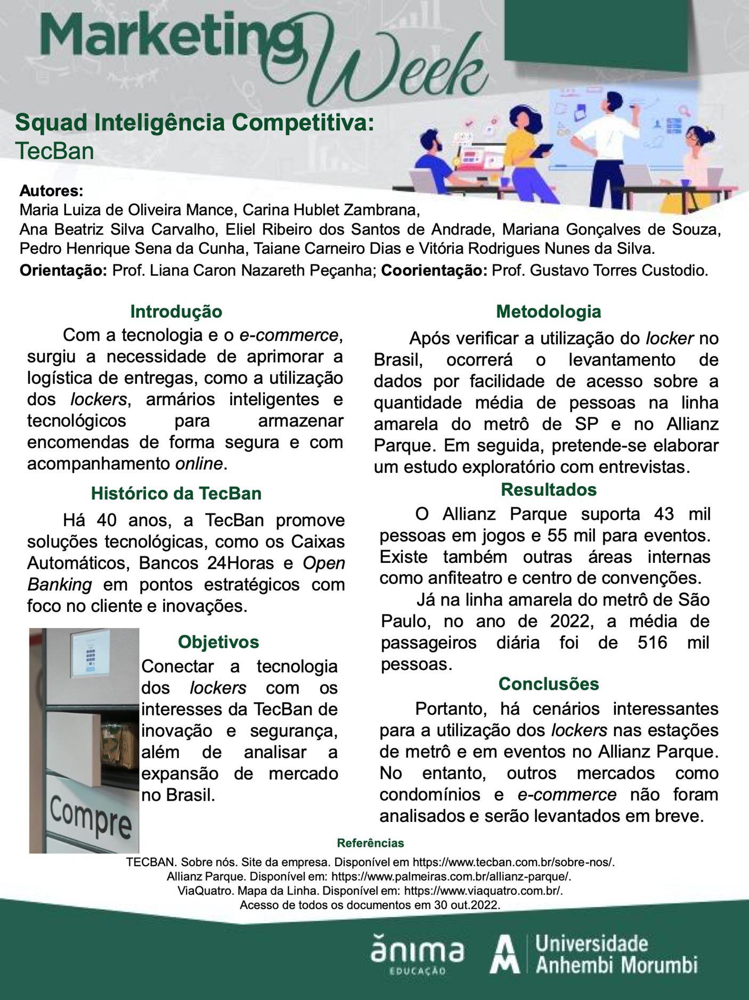 Marketing
Week
Squad Inteligência Competitiva:
TecBan
Autores:
Maria Luiza de Oliveira Mance, Carina Hublet Zambrana,
Ana Beatriz Silva Carvalho, Eliel Ribeiro dos Santos de Andrade, Mariana Gonçalves de Souza,
Pedro Henrique Sena da Cunha, Taiane Carneiro Dias e Vitória Rodrigues Nunes da Silva.
Orientação: Prof. Liana Caron Nazareth Peçanha; Coorientação: Prof. Gustavo Torres Custodio.
Introdução
Com a tecnologia e o e-commerce,
surgiu a necessidade de aprimorar a
logística de entregas, como a utilização
dos lockers, armários inteligentes e
tecnológicos para armazenar
encomendas de forma segura e com
acompanhamento online.
Histórico da TecBan
Há 40 anos, a TecBan promove
soluções tecnológicas, como os Caixas
Automáticos, Bancos 24Horas e Open
Banking em pontos estratégicos com
foco no cliente e inovações.
Objetivos
Conectar a tecnologia
dos lockers com os
interesses da TecBan de
inovação e segurança,
além de analisar a
expansão de mercado
no Brasil.
Compre
Metodologia
Após verificar a utilização do locker no
Brasil, ocorrerá o levantamento de
dados por facilidade de acesso sobre a
quantidade média de pessoas na linha
amarela do metrô de SP e no Allianz
Parque. Em seguida, pretende-se elaborar
um estudo exploratório com entrevistas.
Resultados
O Allianz Parque suporta 43 mil
pessoas em jogos e 55 mil para eventos.
Existe também outras áreas internas
como anfiteatro e centro de convenções.
Já na linha amarela do metrô de São
Paulo, no ano de 2022, a média de
passageiros diária foi de 516 mil
pessoas.
Conclusões
Portanto, há cenários interessantes
para a utilização dos lockers nas estações
de metrô e em eventos no Allianz Parque.
No entanto, outros mercados como
condomínios e e-commerce não foram
analisados e serão levantados em breve.
Referências
TECBAN. Sobre nós. Site da empresa. Disponível em https://www.tecban.com.br/sobre-nos/.
Allianz Parque. Disponível em: https://www.palmeiras.com.br/allianz-parque/.
ViaQuatro. Mapa da Linha. Disponível em: https://www.viaquatro.com.br/.
Acesso de todos os documentos em 30 out.2022.
ănıma
EDUCAÇÃO
Universidade
Anhembi Morumbi